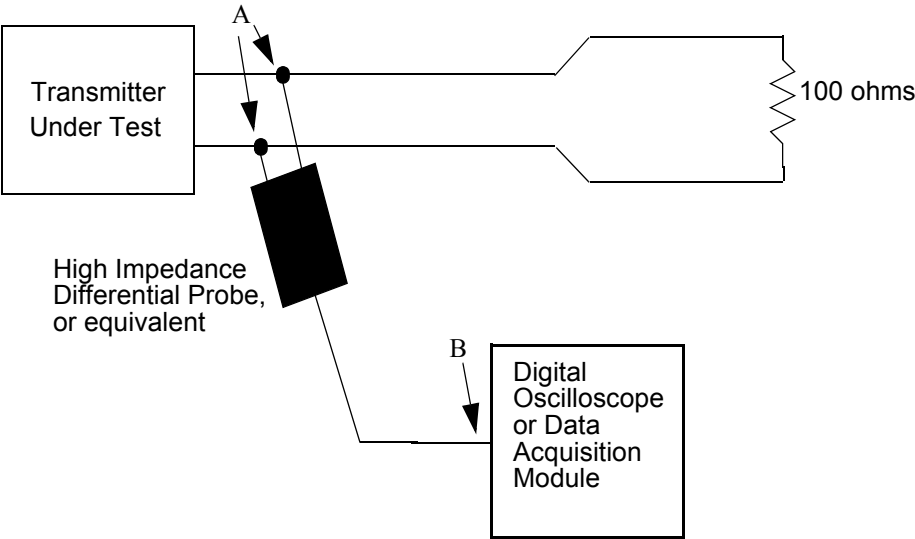 A
Transmitter
Under Test
100 ohms
High Impedance
Differential Probe,
or equivalent
B
Digital
Oscilloscope
or Data
Acquisition
Module